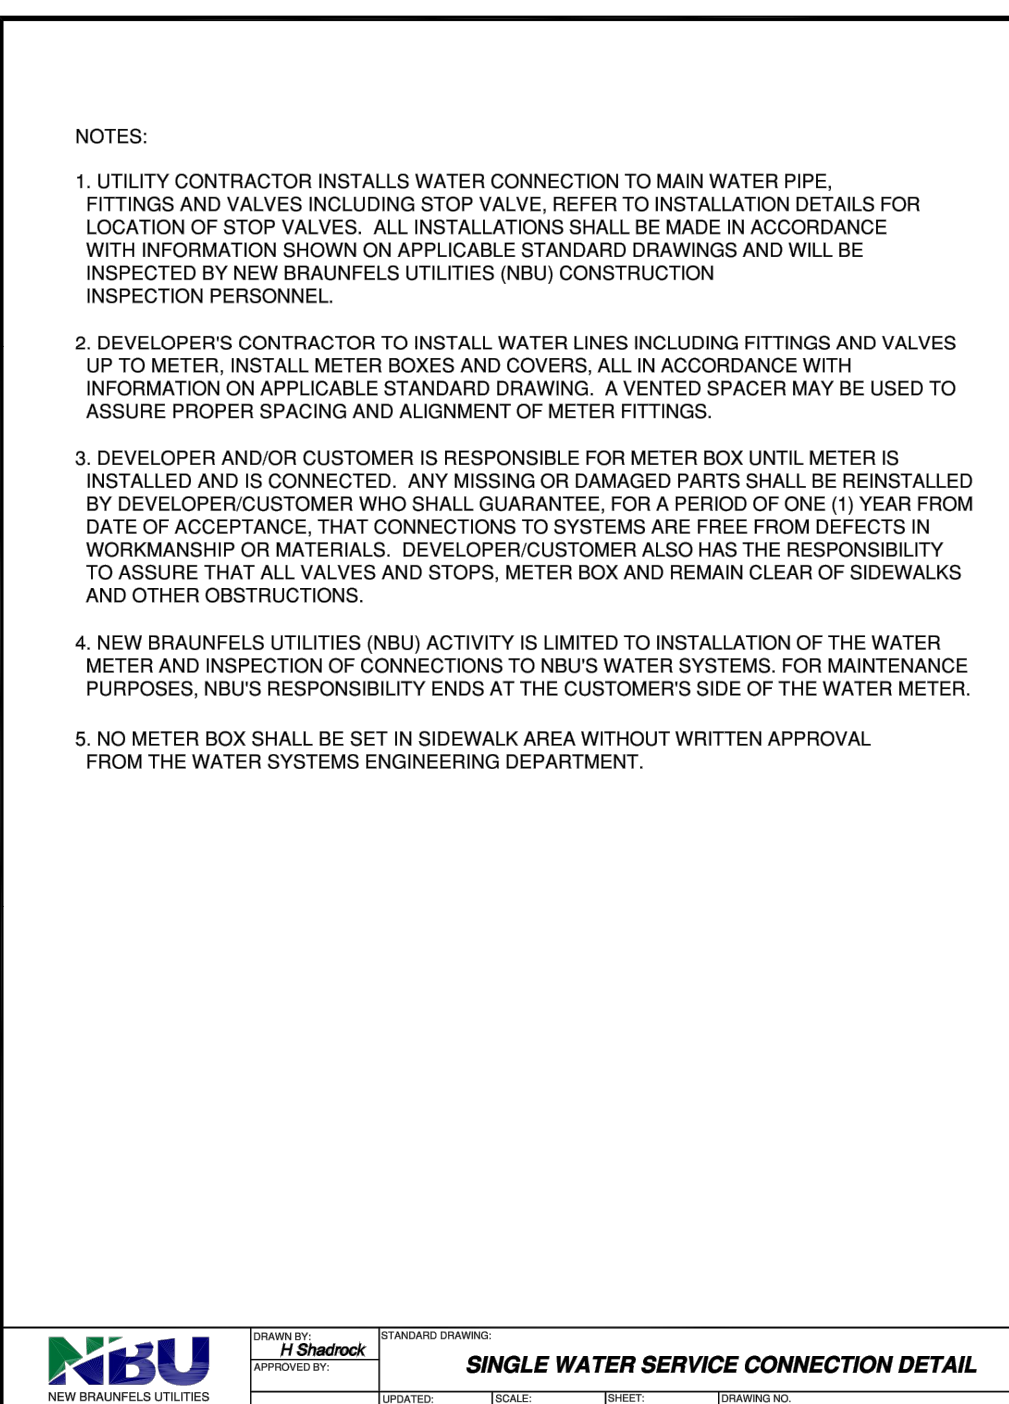 NOTES:
1. UTILITY CONTRACTOR INSTALLS WATER CONNECTION TO MAIN WATER PIPE,
FITTINGS AND VALVES INCLUDING STOP VALVE, REFER TO INSTALLATION DETAILS FOR
LOCATION OF STOP VALVES.  ALL INSTALLATIONS SHALL BE MADE IN ACCORDANCE
WITH INFORMATION SHOWN ON APPLICABLE STANDARD DRAWINGS AND WILL BE
INSPECTED BY NEW BRAUNFELS UTILITIES (NBU) CONSTRUCTION
INSPECTION PERSONNEL.
2. DEVELOPER'S CONTRACTOR TO INSTALL WATER LINES INCLUDING FITTINGS AND VALVES
UP TO METER, INSTALL METER BOXES AND COVERS, ALL IN ACCORDANCE WITH
INFORMATION ON APPLICABLE STANDARD DRAWING.  A VENTED SPACER MAY BE USED TO
ASSURE PROPER SPACING AND ALIGNMENT OF METER FITTINGS.
3. DEVELOPER AND/OR CUSTOMER IS RESPONSIBLE FOR METER BOX UNTIL METER IS
INSTALLED AND IS CONNECTED.  ANY MISSING OR DAMAGED PARTS SHALL BE REINSTALLED
BY DEVELOPER/CUSTOMER WHO SHALL GUARANTEE, FOR A PERIOD OF ONE (1) YEAR FROM
DATE OF ACCEPTANCE, THAT CONNECTIONS TO SYSTEMS ARE FREE FROM DEFECTS IN
WORKMANSHIP OR MATERIALS.  DEVELOPER/CUSTOMER ALSO HAS THE RESPONSIBILITY
TO ASSURE THAT ALL VALVES AND STOPS, METER BOX AND REMAIN CLEAR OF SIDEWALKS
AND OTHER OBSTRUCTIONS.
4. NEW BRAUNFELS UTILITIES (NBU) ACTIVITY IS LIMITED TO INSTALLATION OF THE WATER
METER AND INSPECTION OF CONNECTIONS TO NBU'S WATER SYSTEMS. FOR MAINTENANCE
PURPOSES, NBU'S RESPONSIBILITY ENDS AT THE CUSTOMER'S SIDE OF THE WATER METER.
5. NO METER BOX SHALL BE SET IN SIDEWALK AREA WITHOUT WRITTEN APPROVAL
FROM THE WATER SYSTEMS ENGINEERING DEPARTMENT.
NBU
NEW BRAUNFELS UTILITIES
DRAWN BY:
H Shadrock
APPROVED BY:
STANDARD DRAWING:
SINGLE WATER SERVICE CONNECTION DETAIL
UPDATED:
SCALE:
SHEET:
DRAWING NO.